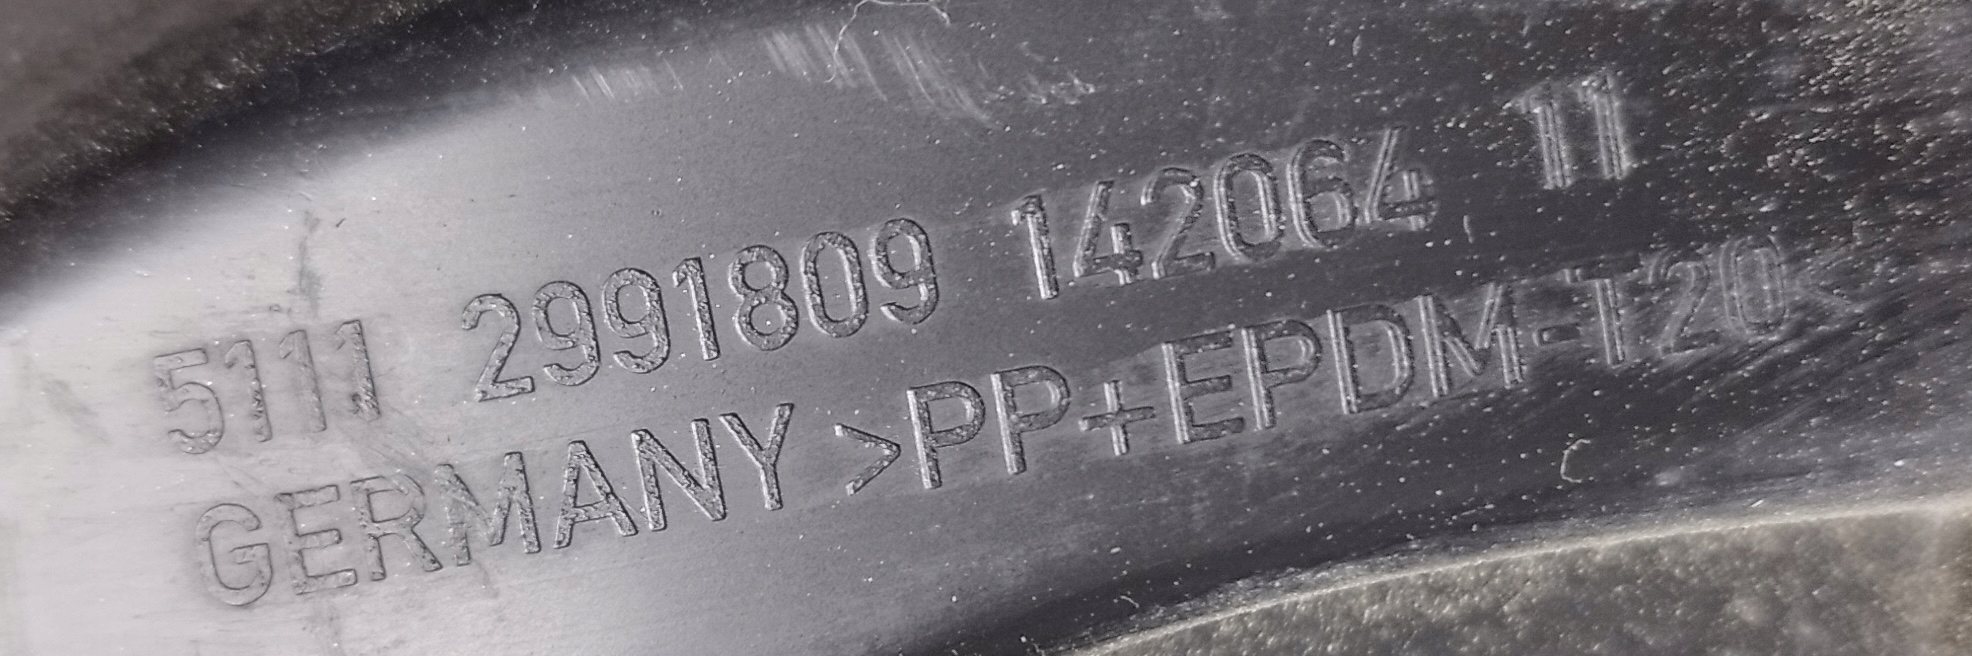 5111 2991809 142064 11
GERMANY >PP+EPDM-T20<